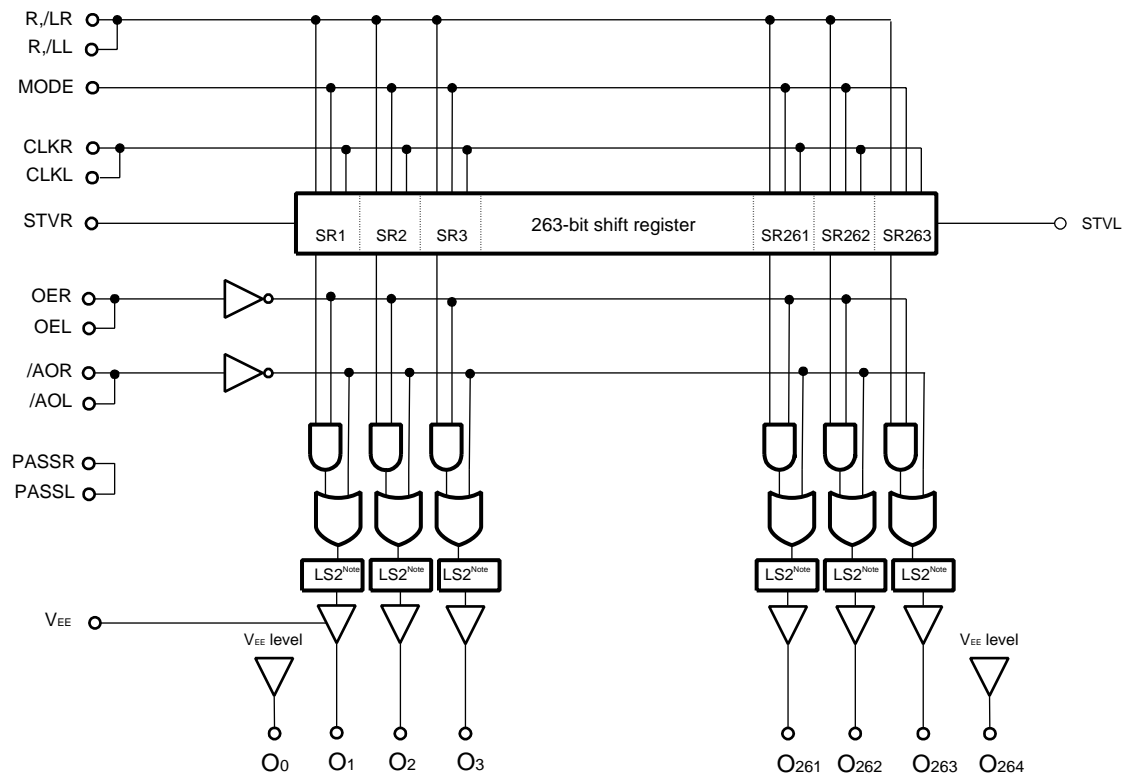 R,/LR
R,/LL
MODE
CLKR
CLKL
STVR
SR1 SR2 SR3 263-bit shift register SR261 SR262 SR263
STVL
OER
OEL
/AOR
/AOL
PASSR
PASSL
LS2Note LS2Note LS2Note LS2Note LS2Note LS2Note
VEE
VEE level VEE level
O0 O1 O2 O3 O261 O262 O263 O264